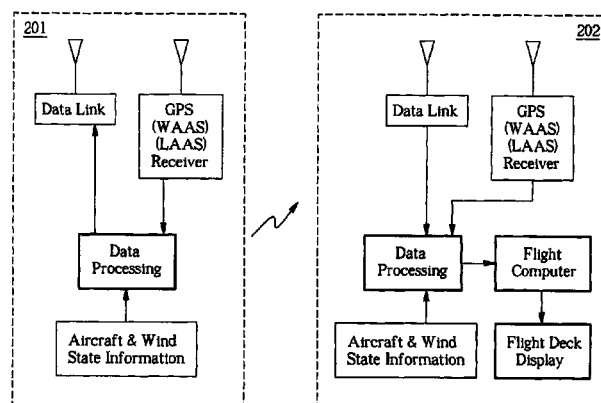 201
Data Link
GPS
(WAAS)
(LAAS)
Receiver
Data
Processing
Aircraft & Wind
State Information
202
Data Link
GPS
(WAAS)
(LAAS)
Receiver
Data
Processing
Flight
Computer
Aircraft & Wind
State Information
Flight Deck
Display